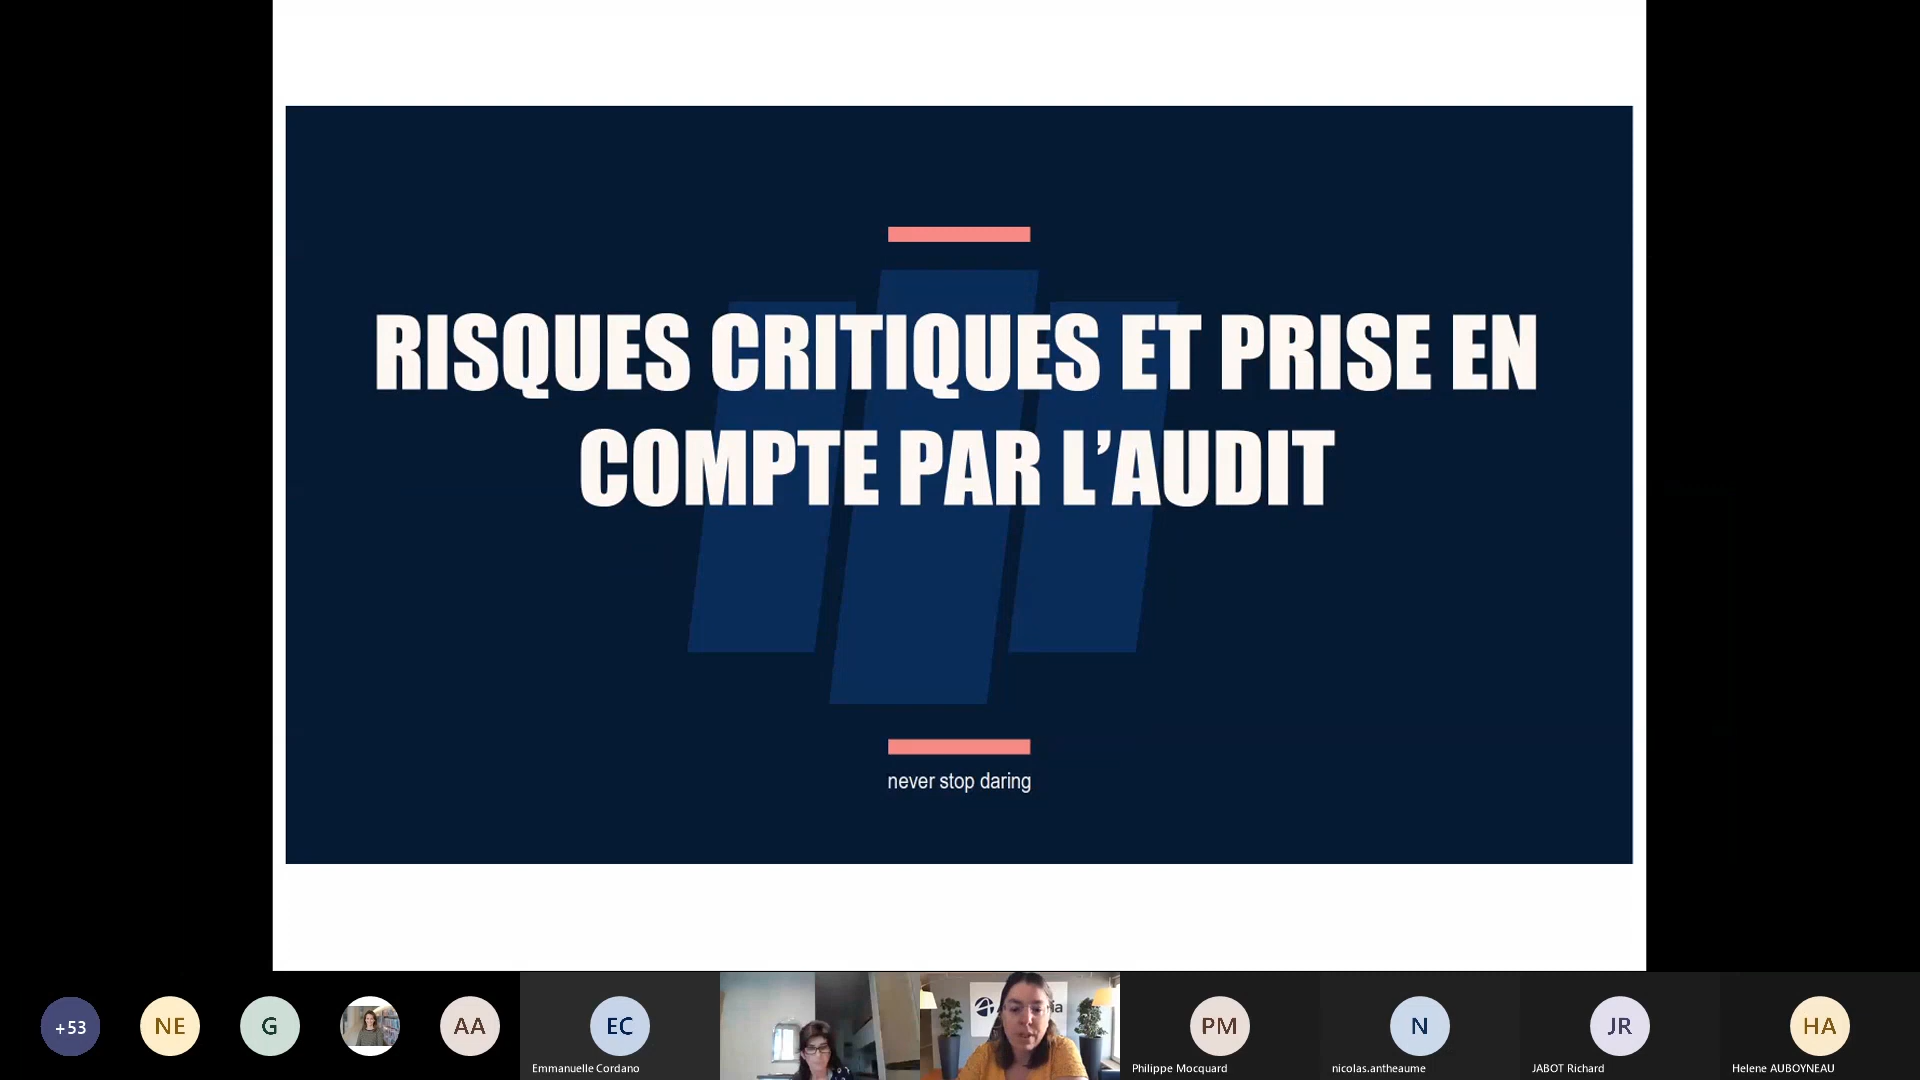 RISQUES CRITIQUES ET PRISE EN
COMPTE PAR L’AUDIT
never stop daring
+53
NE
G
AA
EC
Emmanuelle Cordano
PM
Philippe Mocquard
N
nicolas.antheaume
JR
JABOT Richard
HA
Helene AUBOYNEAU